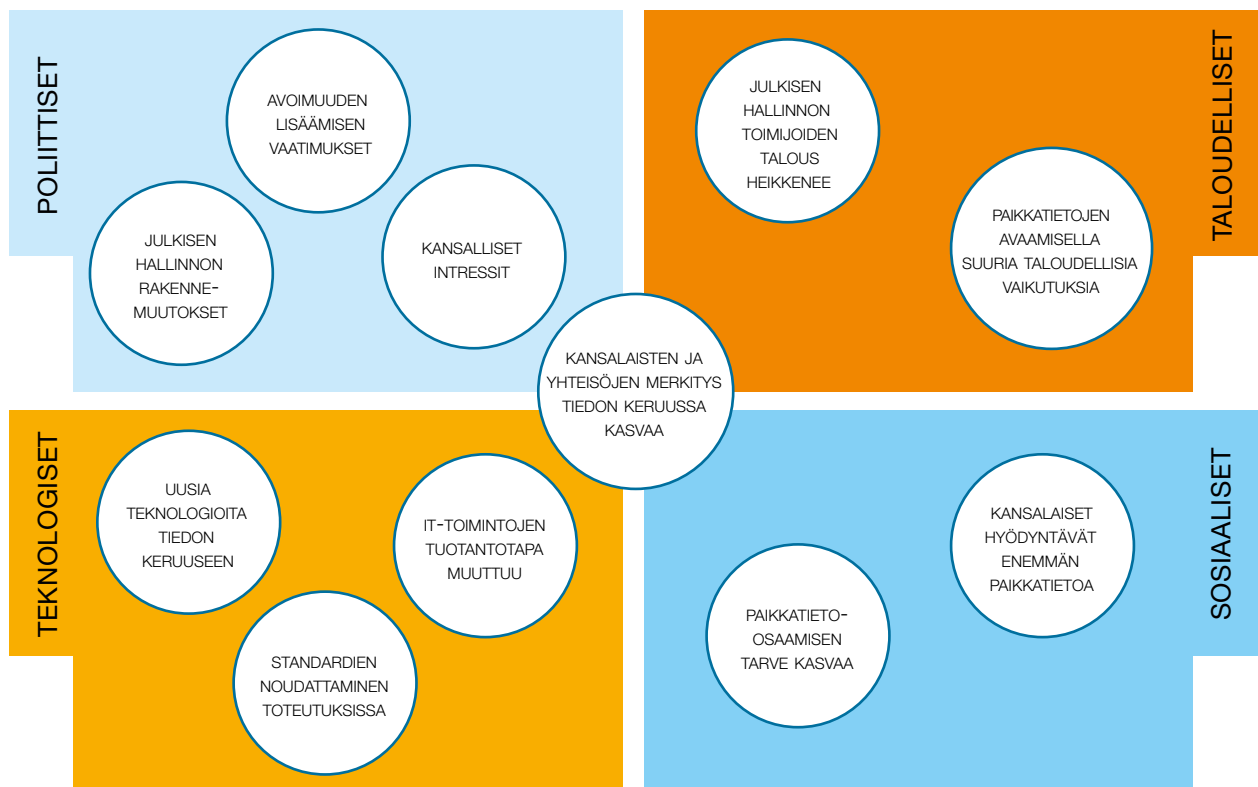 POLIITTISET
AVOIMUUDEN
LISÄÄMISEN
VAATIMUKSET
JULKISEN
HALLINNON
RAKENNE-
MUUTOKSET
KANSALLISET
INTRESSIT
TALOUDELLISET
JULKISEN
HALLINNON
TOIMIJOIDEN
TALOUS
HEIKKENEE
PAIKKATIETOJEN
AVAAMISELLA
SUURIA TALOUDELLISIA
VAIKUTUKSIA
KANSALAISTEN JA
YHTEISÖJEN MERKITYS
TIEDON KERUUSSA
KASVAA
TEKNOLOGISET
UUSIA
TEKNOLOGIOITA
TIEDON
KERUUSEEN
IT-TOIMINTOJEN
TUOTANTOTAPA
MUUTTUU
STANDARDIEN
NOUDATTAMINEN
TOTEUTUKSISSA
SOSIAALISET
KANSALAISET
HYÖDYNTÄVÄT
ENEMMÄN
PAIKKATIETOA
PAIKKATIETO-
OSAAMISEN
TARVE KASVAA